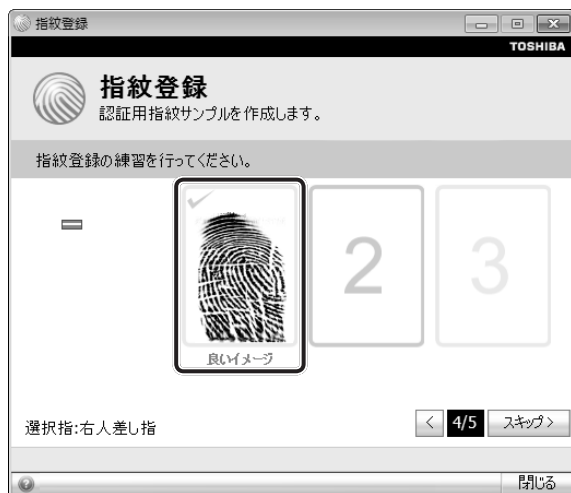 指紋登録
TOSHIBA
指紋登録
認証用指紋サンプルを作成します。
指紋登録の練習を行ってください。
2
3
良いイメージ
選択指:右人差し指
< 4/5 スキップ >
閉じる